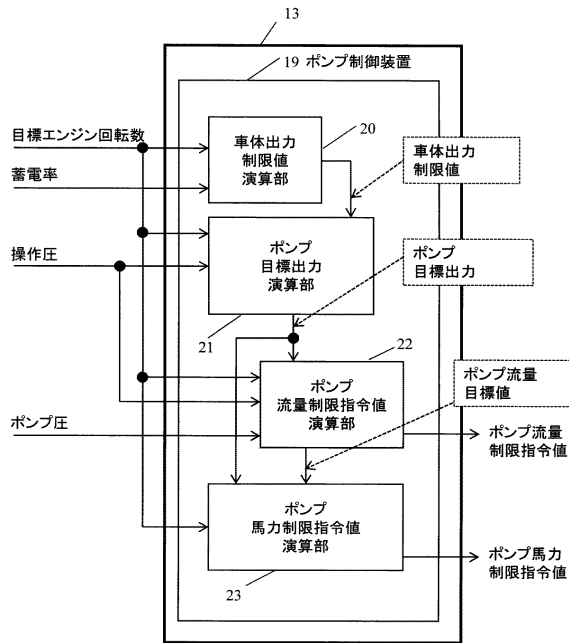 13
19 ポンプ制御装置
目標エンジン回転数
蓄電率
操作圧
ポンプ圧
車体出力
制限値
演算部
20
車体出力
制限値
ポンプ
目標出力
演算部
21
ポンプ
目標出力
22
ポンプ
流量制限指令値
演算部
ポンプ流量
目標値
ポンプ流量
制限指令値
ポンプ
馬力制限指令値
演算部
23
ポンプ馬力
制限指令値